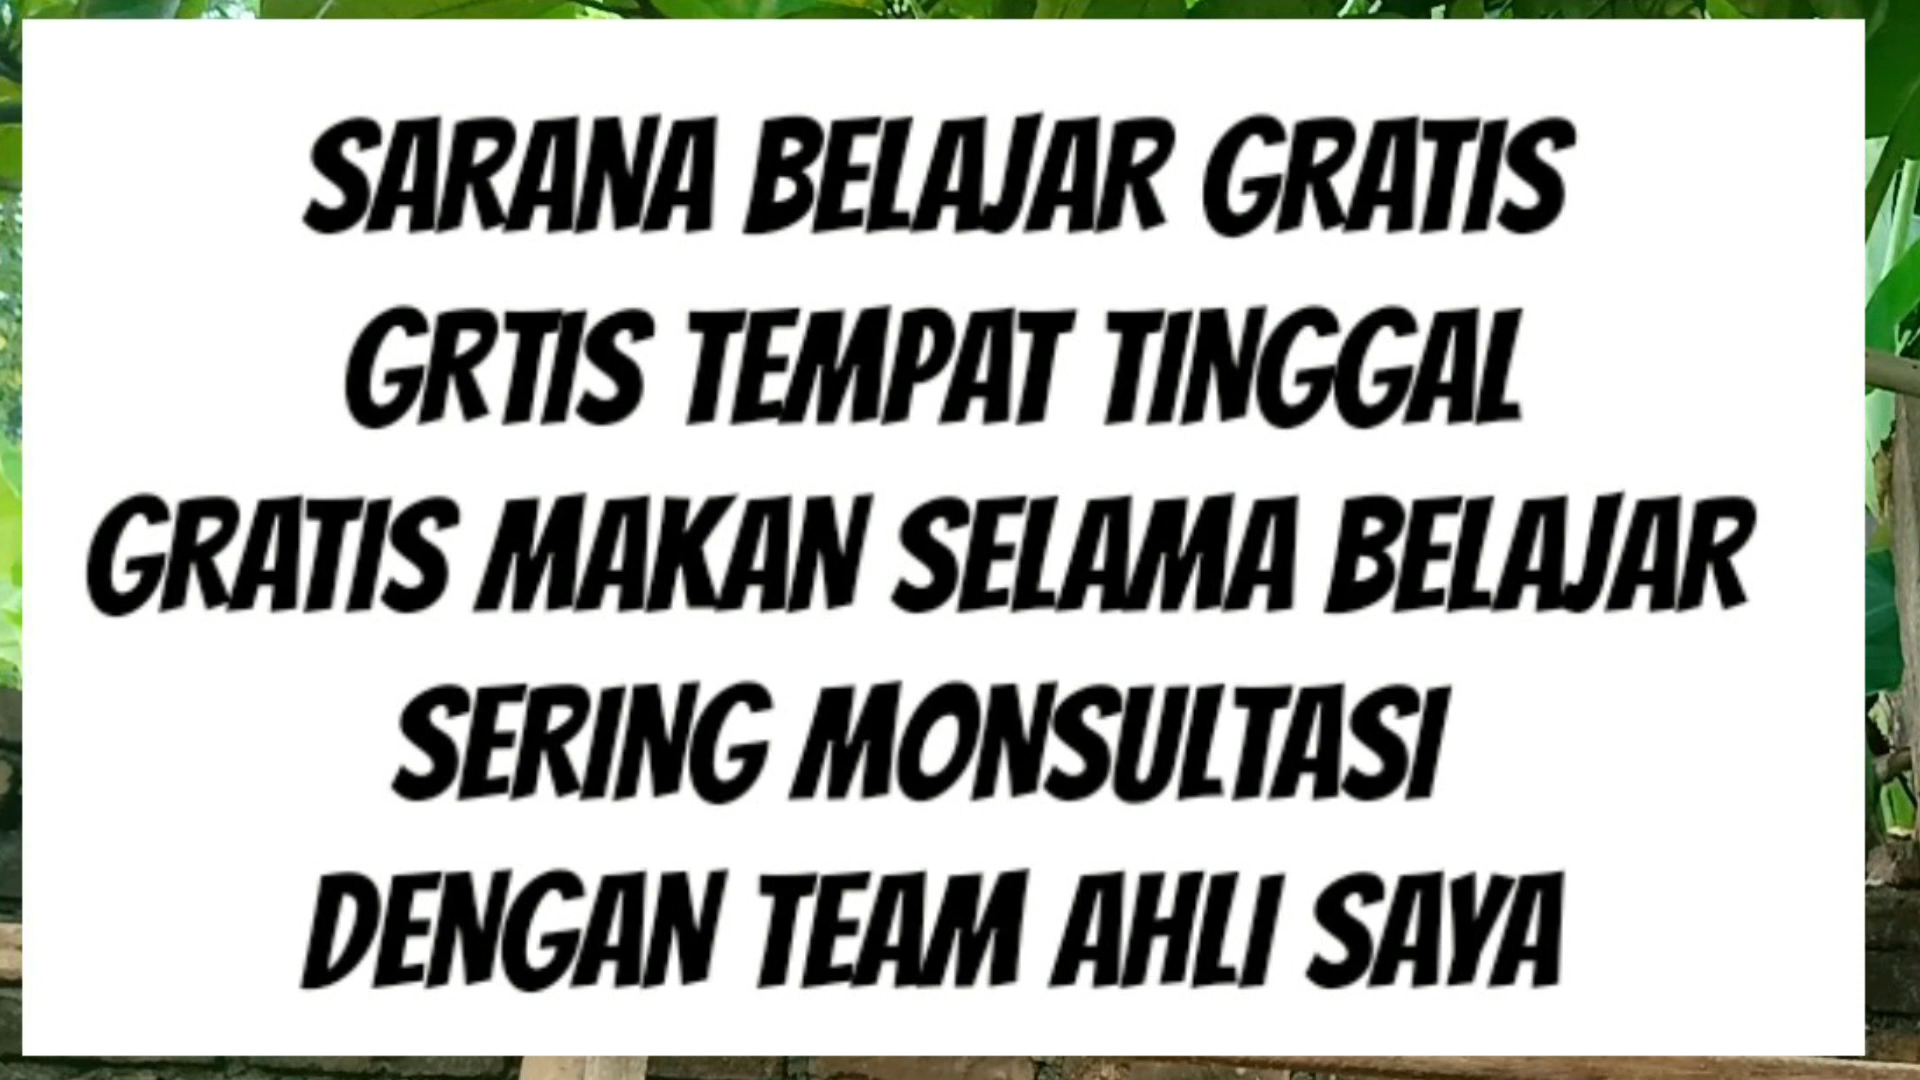 SARANA BELAJAR GRATIS
GRTIS TEMPAT TINGGAL
GRATIS MAKAN SELAMA BELAJAR
SERING MONSULTASI
DENGAN TEAM AHLI SAYA